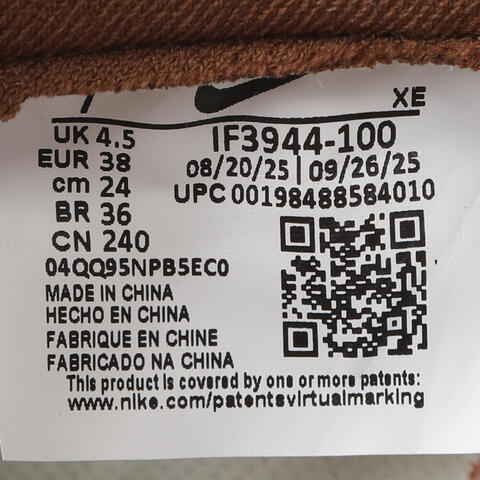 XE
UK 4.5
EUR 38
cm 24
BR 36
CN 240
IF3944-100
08/20/25 | 09/26/25
UPC 00198488584010
04QQ95NPB5EC0
MADE IN CHINA
HECHO EN CHINA
FABRIQUE EN CHINE
FABRICADO NA CHINA
This product is covered by one or more patents:
www.nike.com/patentsvirtualmarking